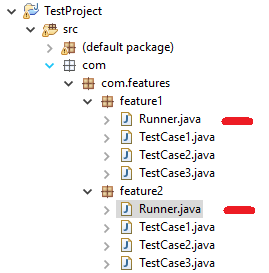 TestProject
src
(default package)
com
com.features
feature1
Runner.java
TestCase1.java
TestCase2.java
TestCase3.java
feature2
Runner.java
TestCase1.java
TestCase2.java
TestCase3.java